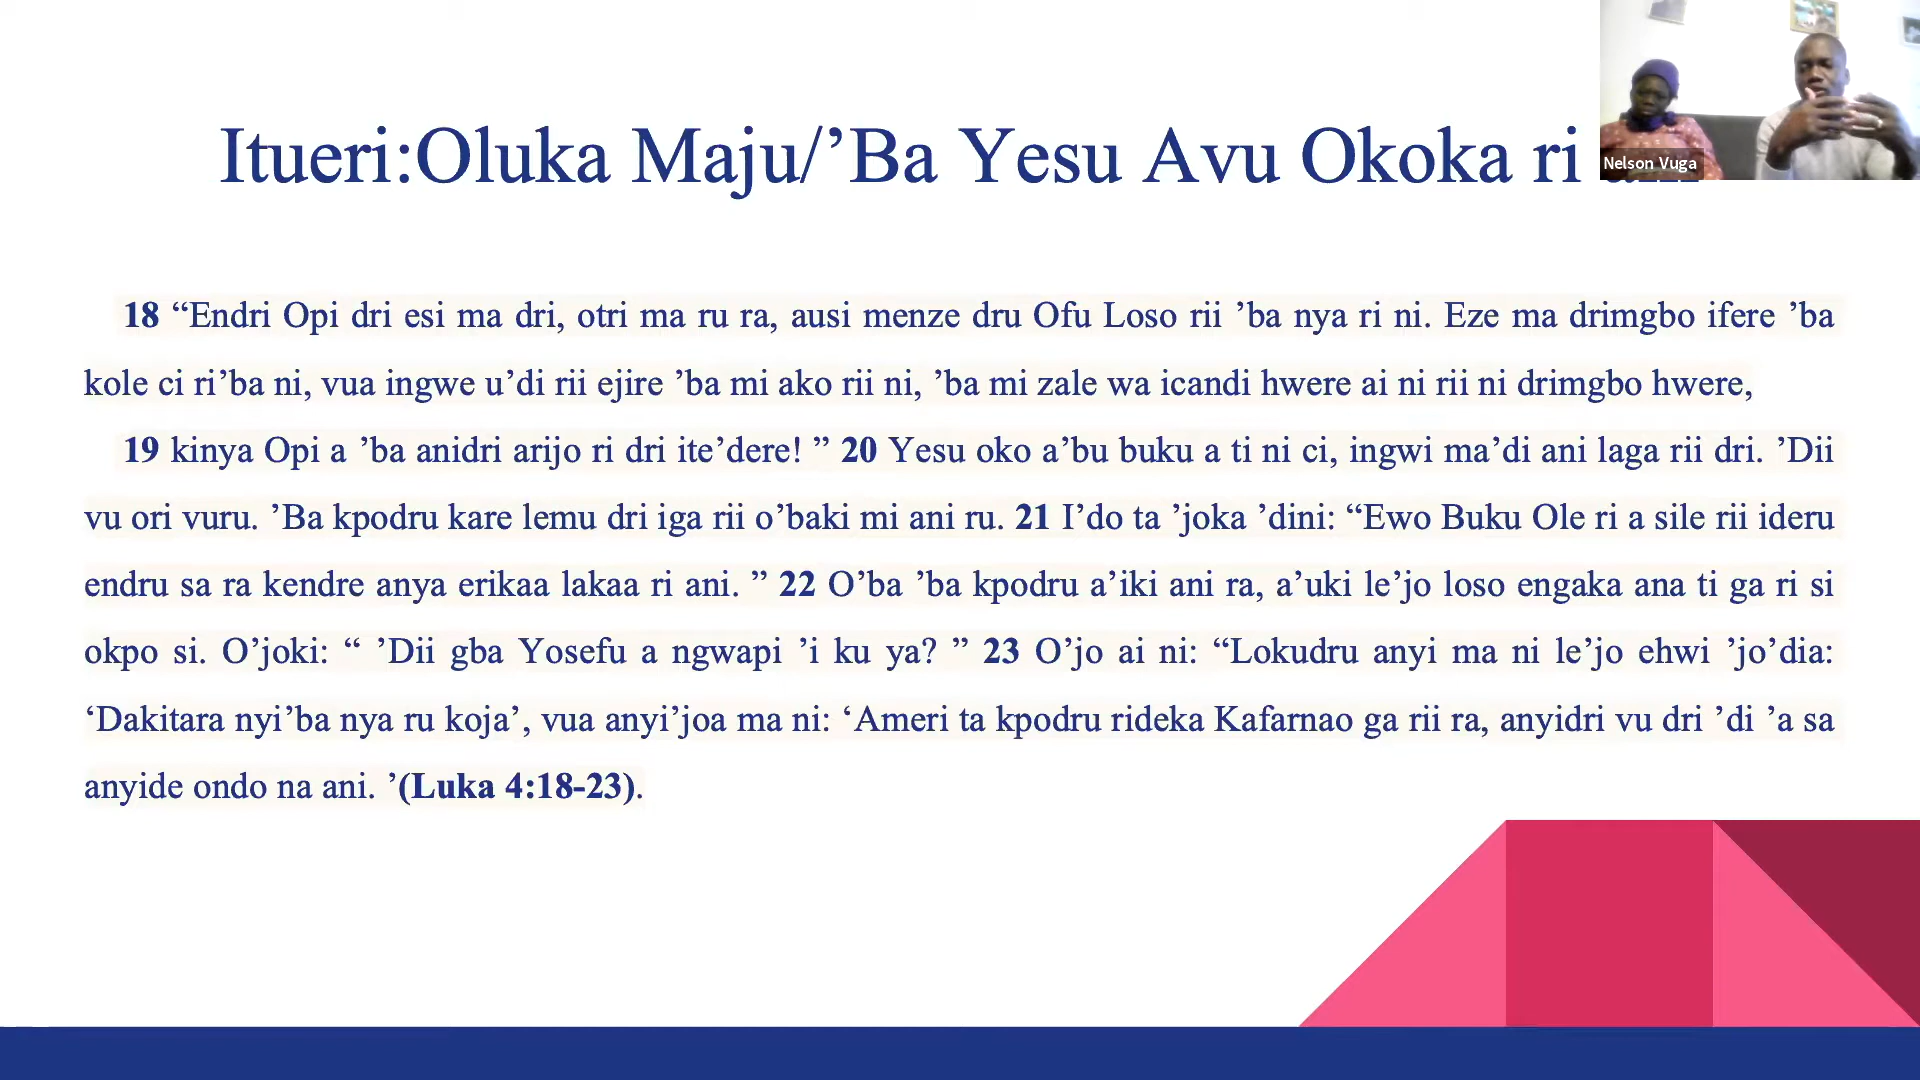 Itueri:Oluka Maju/’Ba Yesu Avu Okoka ri
Nelson Vuga
18 “Endri Opi dri esi ma dri, otri ma ru ra, ausi menze dru Ofu Loso rii ’ba nya ri ni. Eze ma drimgbo ifere ’ba
kole ci ri’ba ni, vua ingwe u’di rii ejire ’ba mi ako rii ni, ’ba mi zale wa icandi hwere ai ni rii ni drimgbo hwere,
19 kinya Opi a ’ba anidri arijo ri dri ite’dere! ” 20 Yesu oko a’bu buku a ti ni ci, ingwi ma’di ani laga rii dri. ’Dii
vu ori vuru. ’Ba kpodru kare lemu dri iga rii o’baki mi ani ru. 21 I’do ta ’joka ’dini: “Ewo Buku Ole ri a sile rii ideru
endru sa ra kendre anya erikaa lakaa ri ani. ” 22 O’ba ’ba kpodru a’iki ani ra, a’uki le’jo loso engaka ana ti ga ri si
okpo si. O’joki: “ ’Dii gba Yosefu a ngwapi ’i ku ya? ” 23 O’jo ai ni: “Lokudru anyi ma ni le’jo ehwi ’jo’dia:
‘Dakitara nyi’ba nya ru koja’, vua anyi’joa ma ni: ‘Ameri ta kpodru rideka Kafarnao ga rii ra, anyidri vu dri ’di ’a sa
anyide ondo na ani. ’(Luka 4:18-23).